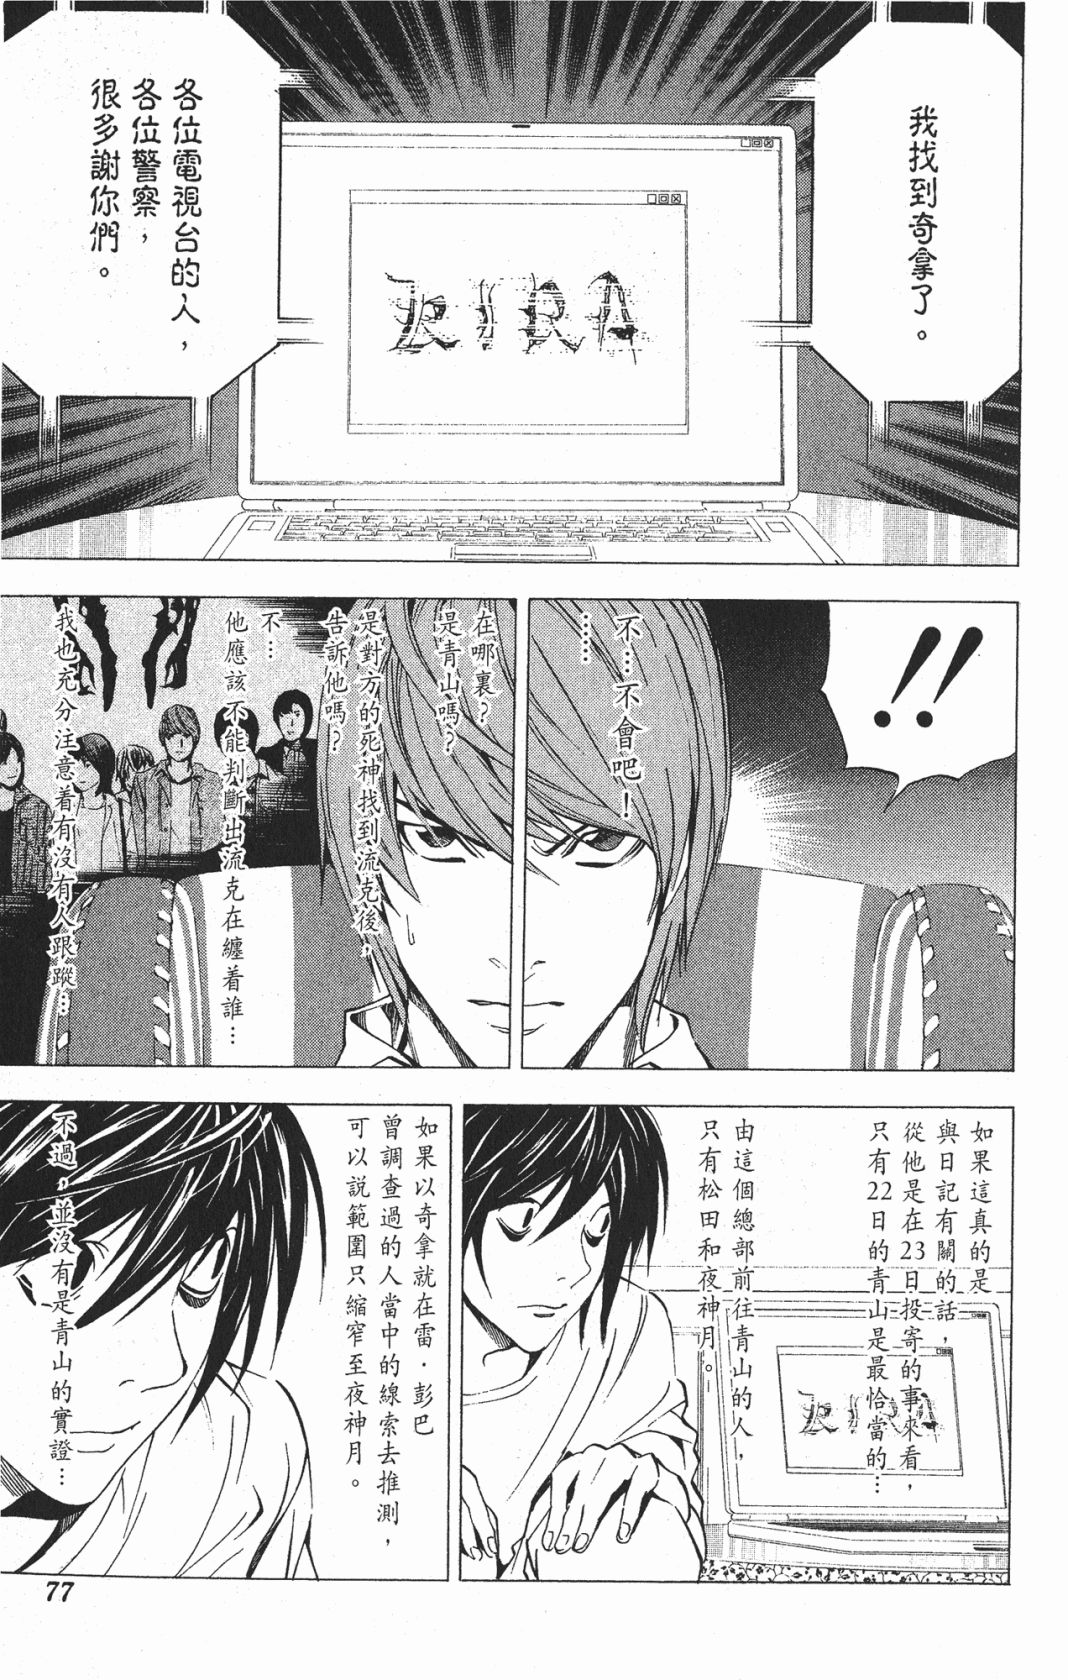 我找到奇拿了。
各位電視台的人，
各位警察，
很多謝你們。
KIRA
!!
不…不會吧！
……
在哪裏？
是青山嗎？
是對方的死神找到流克後，
告訴他嗎？
不…
他應該不能判斷出流克在纏着誰…
我也充分注意着有沒有人跟蹤…
如果這真的是
與日記有關的話，
從他是在23日投寄的事來看，
只有22日的青山是最恰當的…
由這個總部前往青山的人，
只有松田和夜神月。
KIRA
如果以奇拿就在雷·彭巴
曾調查過的人當中的線索去推測，
可以說範圍只縮窄至夜神月。
不過，並沒有是青山的實證…
77